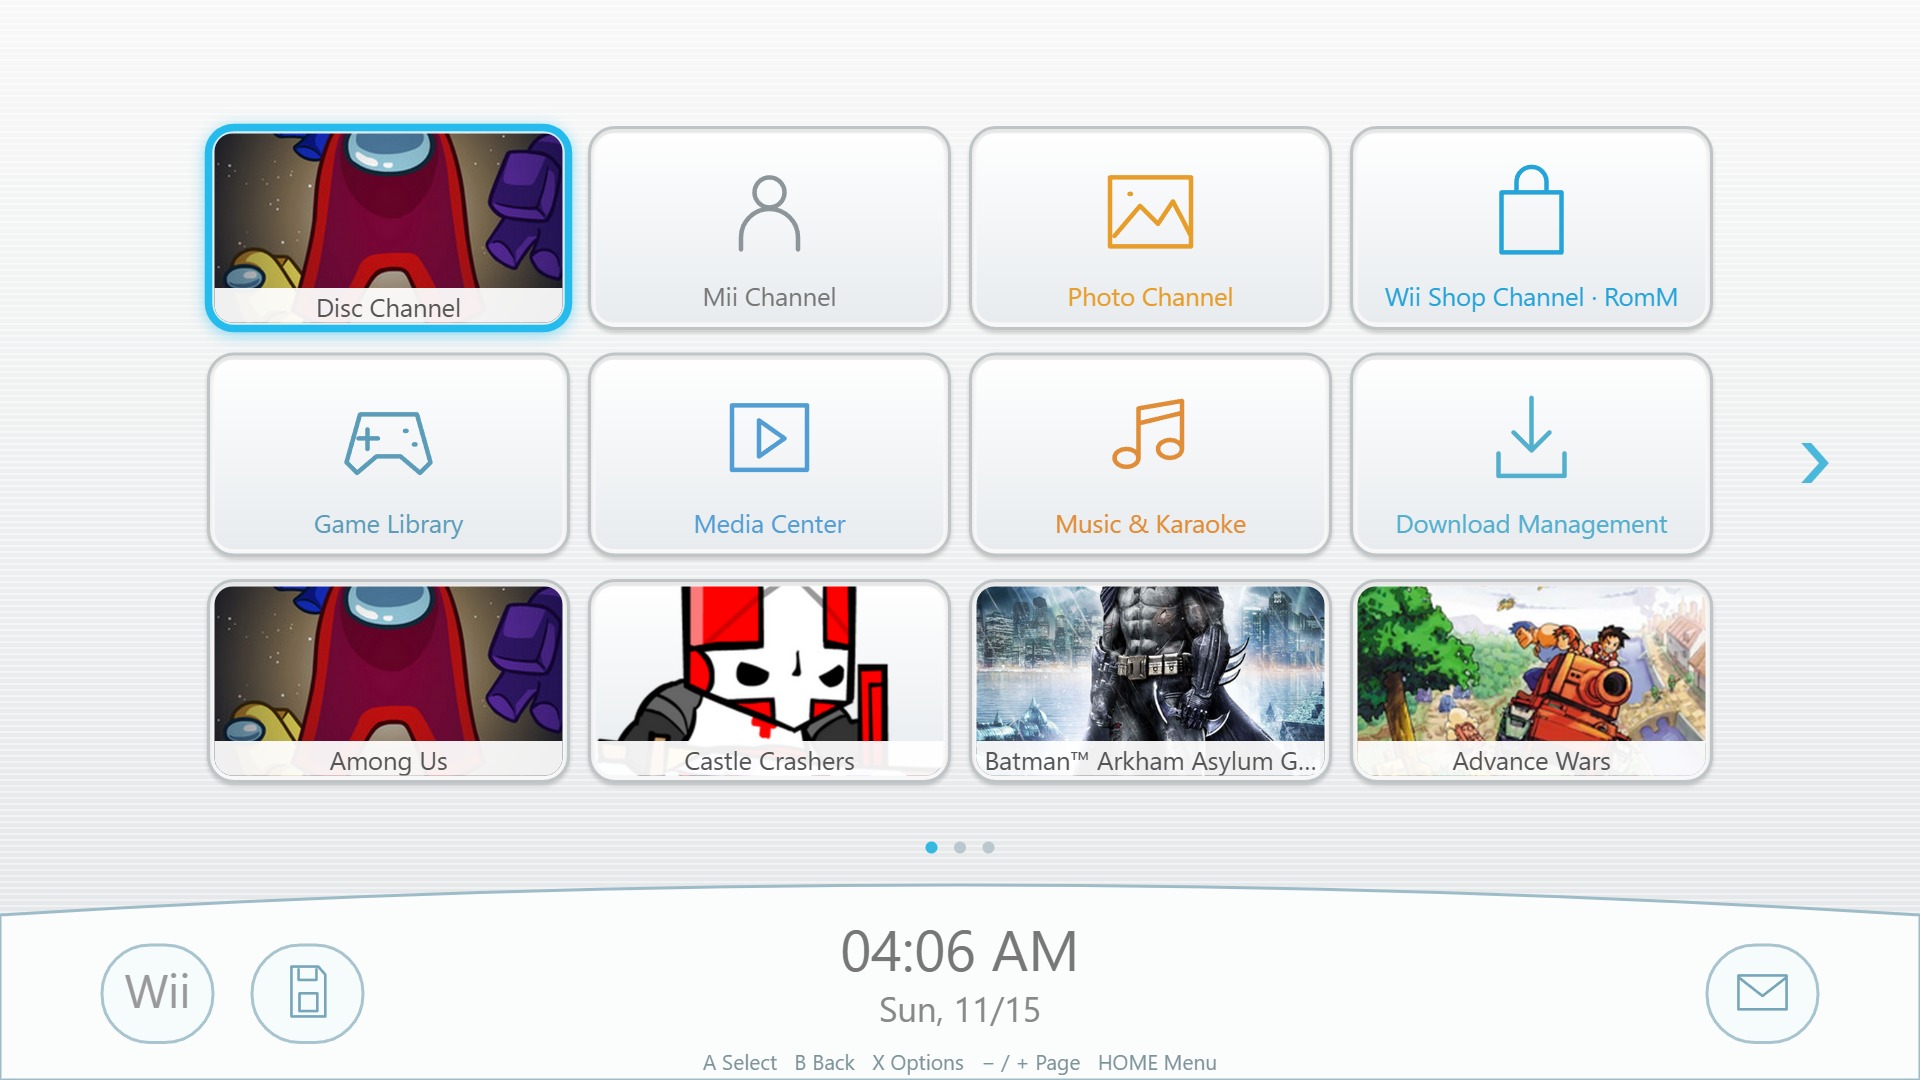 Disc Channel
Mii Channel
Photo Channel
Wii Shop Channel · RomM
Game Library
Media Center
Music & Karaoke
Download Management
Among Us
Castle Crashers
Batman™ Arkham Asylum G...
Advance Wars
Wii
04:06 AM
Sun, 11/15
A Select B Back X Options − / + Page HOME Menu